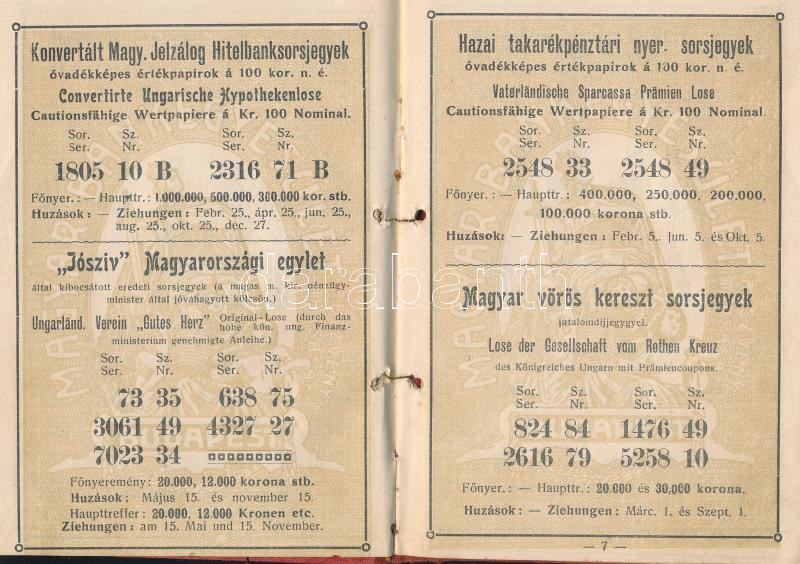 Konvertált Magy. Jelzálog Hitelbanksorsjegyek
óvadékképes értékpapirok á 100 kor. n. é.
Convertirte Ungarische Hypothekenlose
Cautionsfähige Wertpapiere á Kr. 100 Nominal.
Sor. Sz. Sor. Sz.
Ser. Nr. Ser. Nr.
1805 10 B 2316 71 B
Főnyer.: — Haupttr.: 1.000.000, 500.000, 300.000 kor. stb.
Huzások: — Ziehungen: Febr. 25., ápr. 25., jun. 25.,
aug. 25., okt. 25., dec. 27.
„Jósziv" Magyarországi egylet
által kibocsátott eredeti sorsjegyek (a magas m. kir. pénzügy-
minister által jóváhagyott kölcsön.)
Ungarländ. Verein „Gutes Herz" Original-Lose (durch das
hohe kön. ung. Finanz-
ministerium genehmigte Anleihe.)
Sor. Sz. Sor. Sz.
Ser. Nr. Ser. Nr.
73 35 638 75
3061 49 4327 27
7023 34
Főnyeremény: 20.000, 12.000 korona stb.
Huzások: Május 15. és november 15.
Haupttreffer: 20.000, 12.000 Kronen etc.
Ziehungen: am 15. Mai und 15. November.
Hazai takarékpénztári nyer. sorsjegyek
óvadékképes értékpapirok á 100 kor. n. é.
Vaterländische Sparcassa Prämien Lose
Cautionsfähige Wertpapiere á Kr. 100 Nominal.
Sor. Sz. Sor. Sz.
Ser. Nr. Ser. Nr.
2548 33 2548 49
Főnyer.: — Haupttr.: 400.000, 250.000, 200.000,
100.000 korona stb.
Huzások: — Ziehungen: Febr. 5., Jun. 5. és Okt. 5.
Magyar vörös kereszt sorsjegyek
jutalomdijjegygyel.
Lose der Gesellschaft vom Rothen Kreuz
des Königreiches Ungarn mit Prämiencoupons.
Sor. Sz. Sor. Sz.
Ser. Nr. Ser. Nr.
824 84 1476 49
2616 79 5258 10
Főnyer.: — Haupttr.: 20.000 és 30,000 korona.
Huzások: — Ziehungen: Márc. 1. és Szept. 1.
— 7 —
darabanth